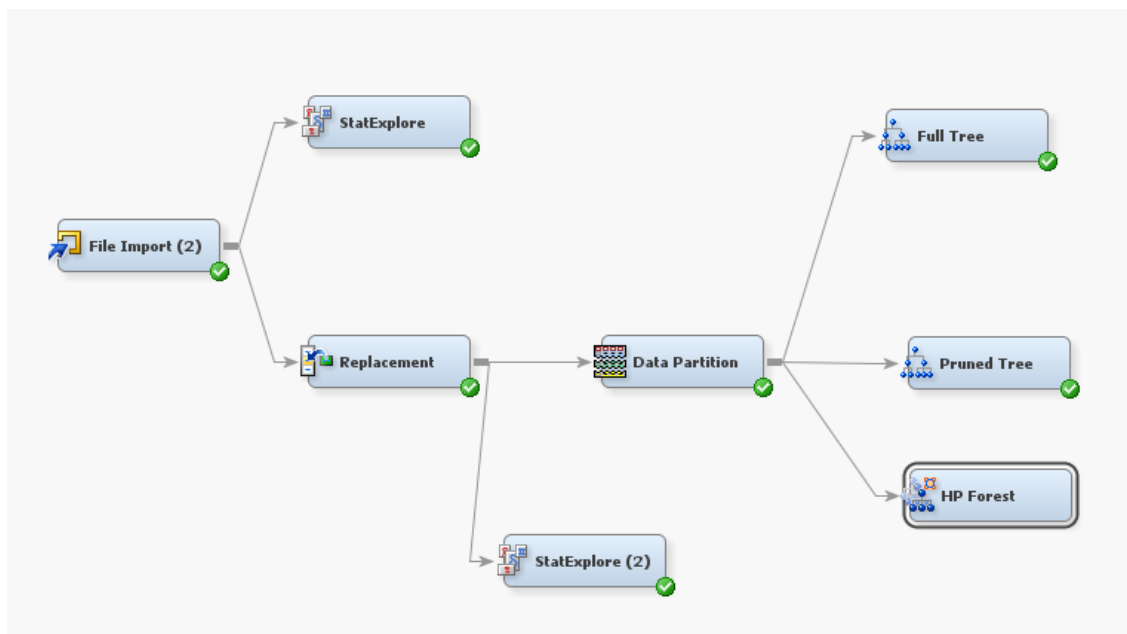 StatExplore
Full Tree
File Import (2)
Replacement
Data Partition
Pruned Tree
HP Forest
StatExplore (2)